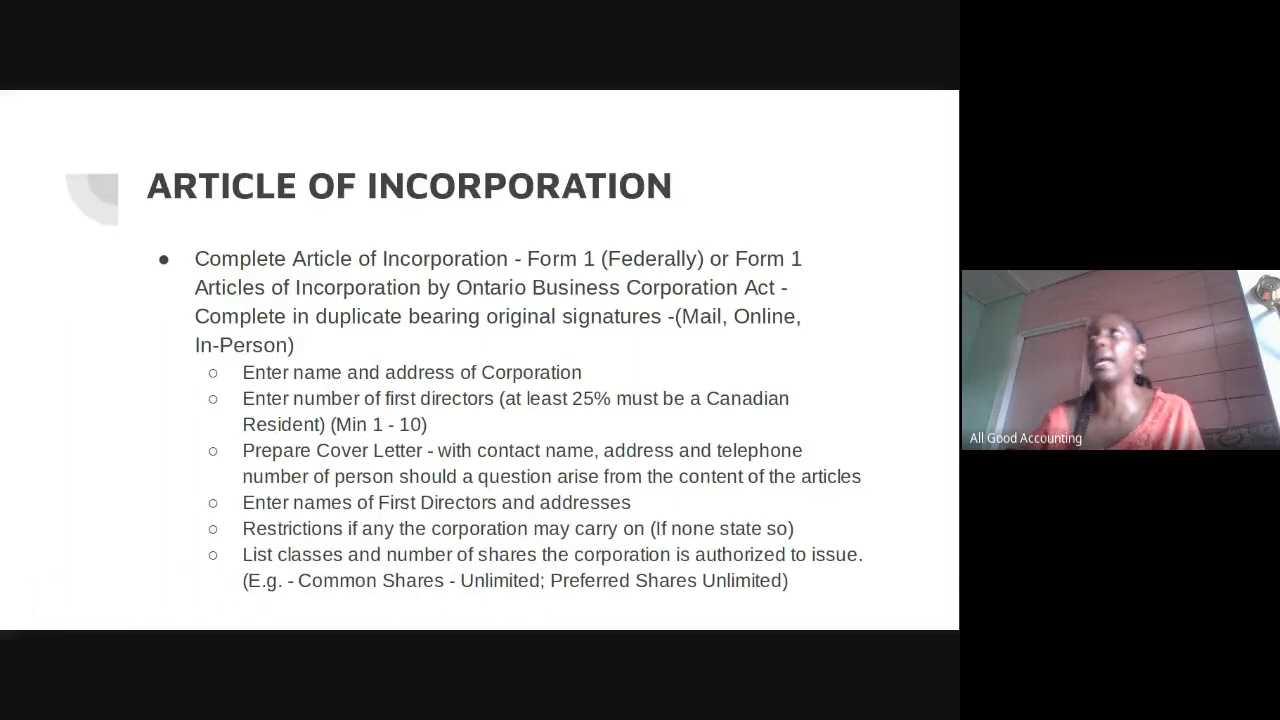 ARTICLE OF INCORPORATION
● Complete Article of Incorporation - Form 1 (Federally) or Form 1
Articles of Incorporation by Ontario Business Corporation Act -
Complete in duplicate bearing original signatures -(Mail, Online,
In-Person)
○ Enter name and address of Corporation
○ Enter number of first directors (at least 25% must be a Canadian
Resident) (Min 1 - 10)
○ Prepare Cover Letter - with contact name, address and telephone
number of person should a question arise from the content of the articles
○ Enter names of First Directors and addresses
○ Restrictions if any the corporation may carry on (If none state so)
○ List classes and number of shares the corporation is authorized to issue.
(E.g. - Common Shares - Unlimited; Preferred Shares Unlimited)
All Good Accounting